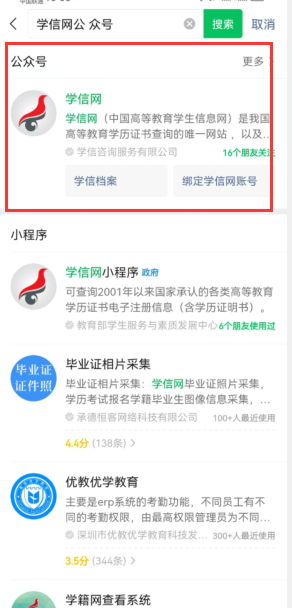 学信网公 众号
搜索
取消
公众号
更多
学信网
学信网（中国高等教育学生信息网）是我国
高等教育学历证书查询的唯一网站，以及...
学信咨询服务有限公司
16个朋友关注
学信档案
绑定学信网账号
小程序
学信网小程序 政府
可查询2001年以来国家承认的各类高等教育
学历证书电子注册信息（含学历证明书）。
教育部学生服务与素质发展中心
6个朋友使用过
毕业证
证件照
毕业证相片采集
毕业证相片采集：学信网毕业证照片采集，
学历考试报名学籍毕业生图像信息采集，...
承德恒客网络科技有限公司
100+人最近使用
4.4分 (138条)
优教优学教育
主要是erp系统的考勤功能，不同员工有不
同的考勤权限，由最高权限管理员为不同...
深圳市优教优学教育科技发...
300+人最近使用
3.5分 (344条)
学籍网查看系统